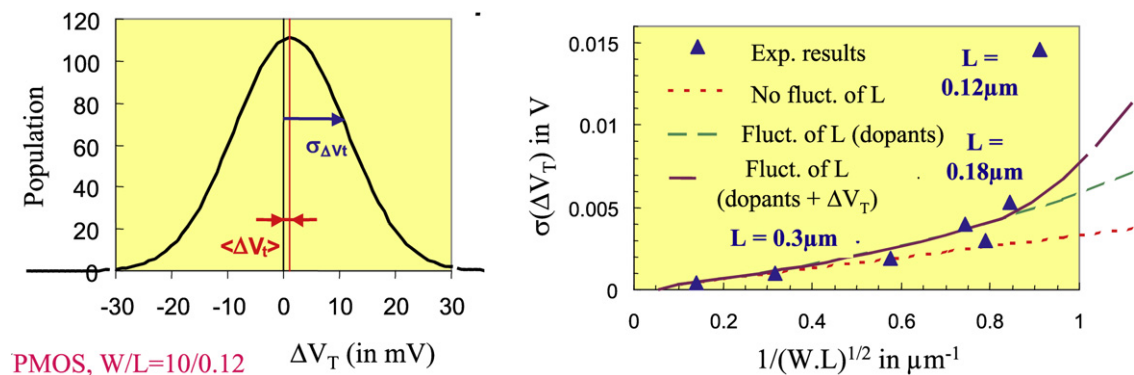 120
100
80
60
40
20
0
Population
σΔVt
<ΔVt>
-30 -20 -10 0 10 20 30
PMOS, W/L=10/0.12
ΔVT (in mV)
0.015
0.01
0.005
0
σ(ΔVT) in V
Exp. results
No fluct. of L
Fluct. of L (dopants)
Fluct. of L
(dopants + ΔVT)
L =
0.12µm
L =
0.18µm
L = 0.3µm
0 0.2 0.4 0.6 0.8 1
1/(W.L)1/2 in µm-1